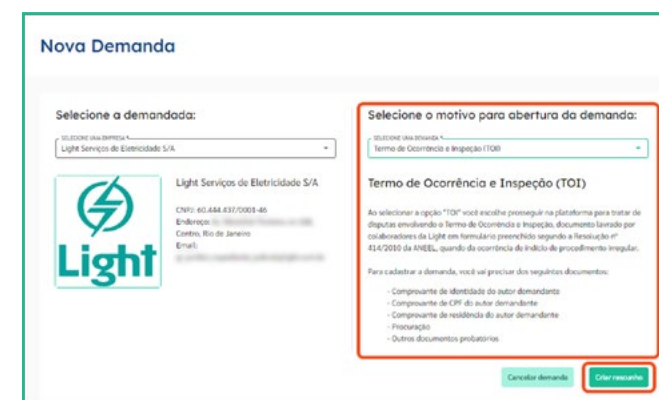 Nova Demanda
Selecione a demandada:
SELECIONE UMA EMPRESA *
Light Serviços de Eletricidade S/A
Light
Light Serviços de Eletricidade S/A
CNPJ: 60.444.437/0001-46
Endereço:
Centro, Rio de Janeiro
Email:
Selecione o motivo para abertura da demanda:
SELECIONE UMA DEMANDA *
Termo de Ocorrência e Inspeção (TOI)
Termo de Ocorrência e Inspeção (TOI)
Ao selecionar a opção "TOI" você escolhe prosseguir na plataforma para tratar de
disputas envolvendo o Termo de Ocorrência e Inspeção, documento lavrado por
colaboradores da Light em formulário preenchido segundo a Resolução nº
414/2010 da ANEEL, quando da ocorrência de indício de procedimento irregular.
Para cadastrar a demanda, você vai precisar dos seguintes documentos:
- Comprovante de identidade do autor demandante
- Comprovante de CPF do autor demandante
- Comprovante de residência do autor demandante
- Procuração
- Outros documentos probatórios
Cancelar demanda
Criar rascunho